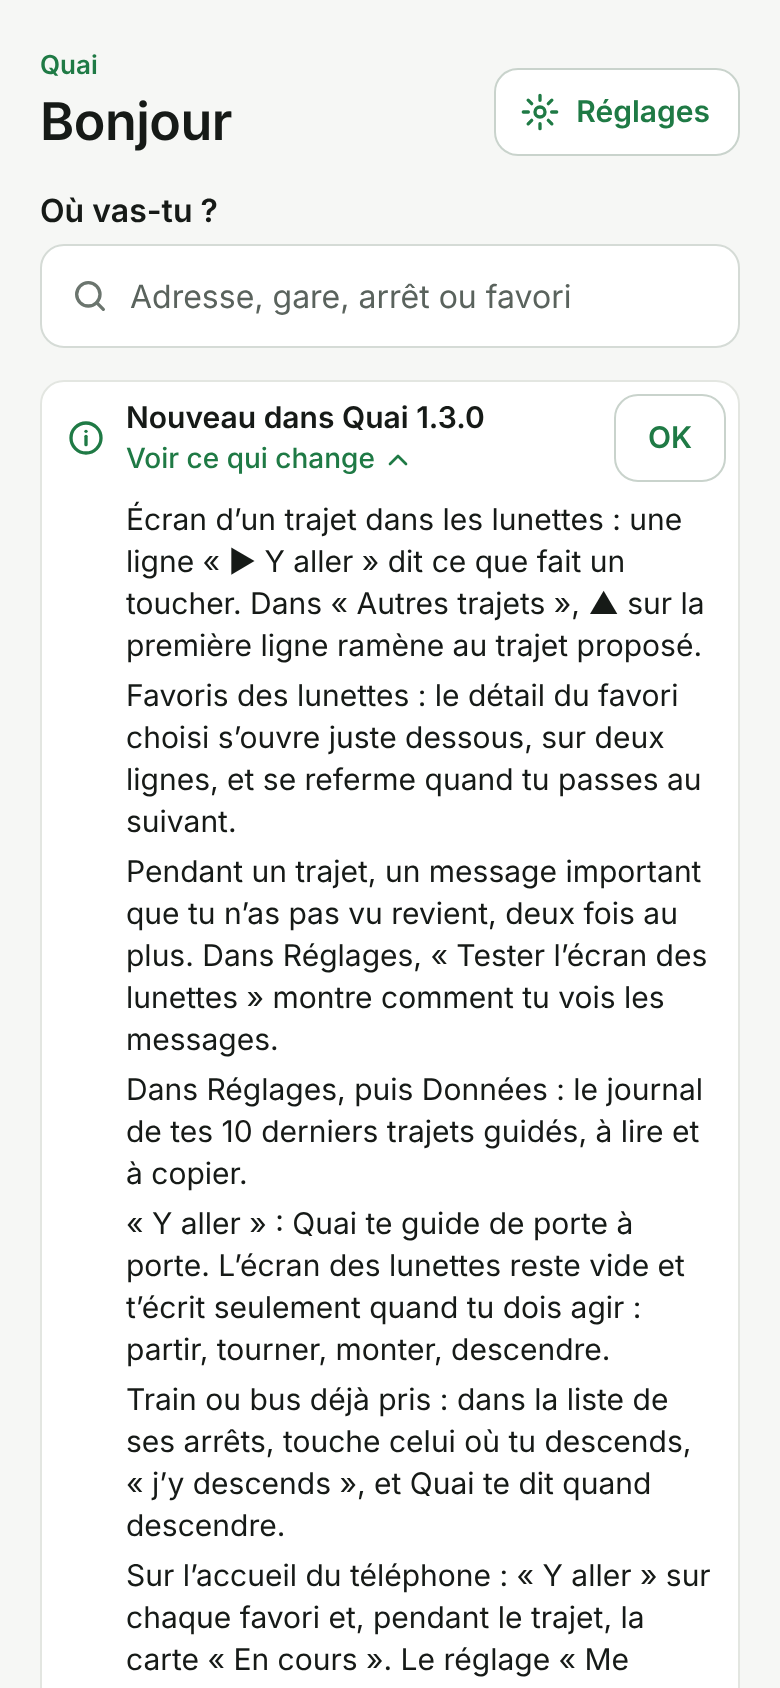 Quai
Bonjour
Réglages
Où vas-tu ?
Adresse, gare, arrêt ou favori
Nouveau dans Quai 1.3.0
Voir ce qui change
OK
Écran d’un trajet dans les lunettes : une
ligne « ▶ Y aller » dit ce que fait un
toucher. Dans « Autres trajets », ▲ sur la
première ligne ramène au trajet proposé.
Favoris des lunettes : le détail du favori
choisi s’ouvre juste dessous, sur deux
lignes, et se referme quand tu passes au
suivant.
Pendant un trajet, un message important
que tu n’as pas vu revient, deux fois au
plus. Dans Réglages, « Tester l’écran des
lunettes » montre comment tu vois les
messages.
Dans Réglages, puis Données : le journal
de tes 10 derniers trajets guidés, à lire et
à copier.
« Y aller » : Quai te guide de porte à
porte. L’écran des lunettes reste vide et
t’écrit seulement quand tu dois agir :
partir, tourner, monter, descendre.
Train ou bus déjà pris : dans la liste de
ses arrêts, touche celui où tu descends,
« j’y descends », et Quai te dit quand
descendre.
Sur l’accueil du téléphone : « Y aller » sur
chaque favori et, pendant le trajet, la
carte « En cours ». Le réglage « Me